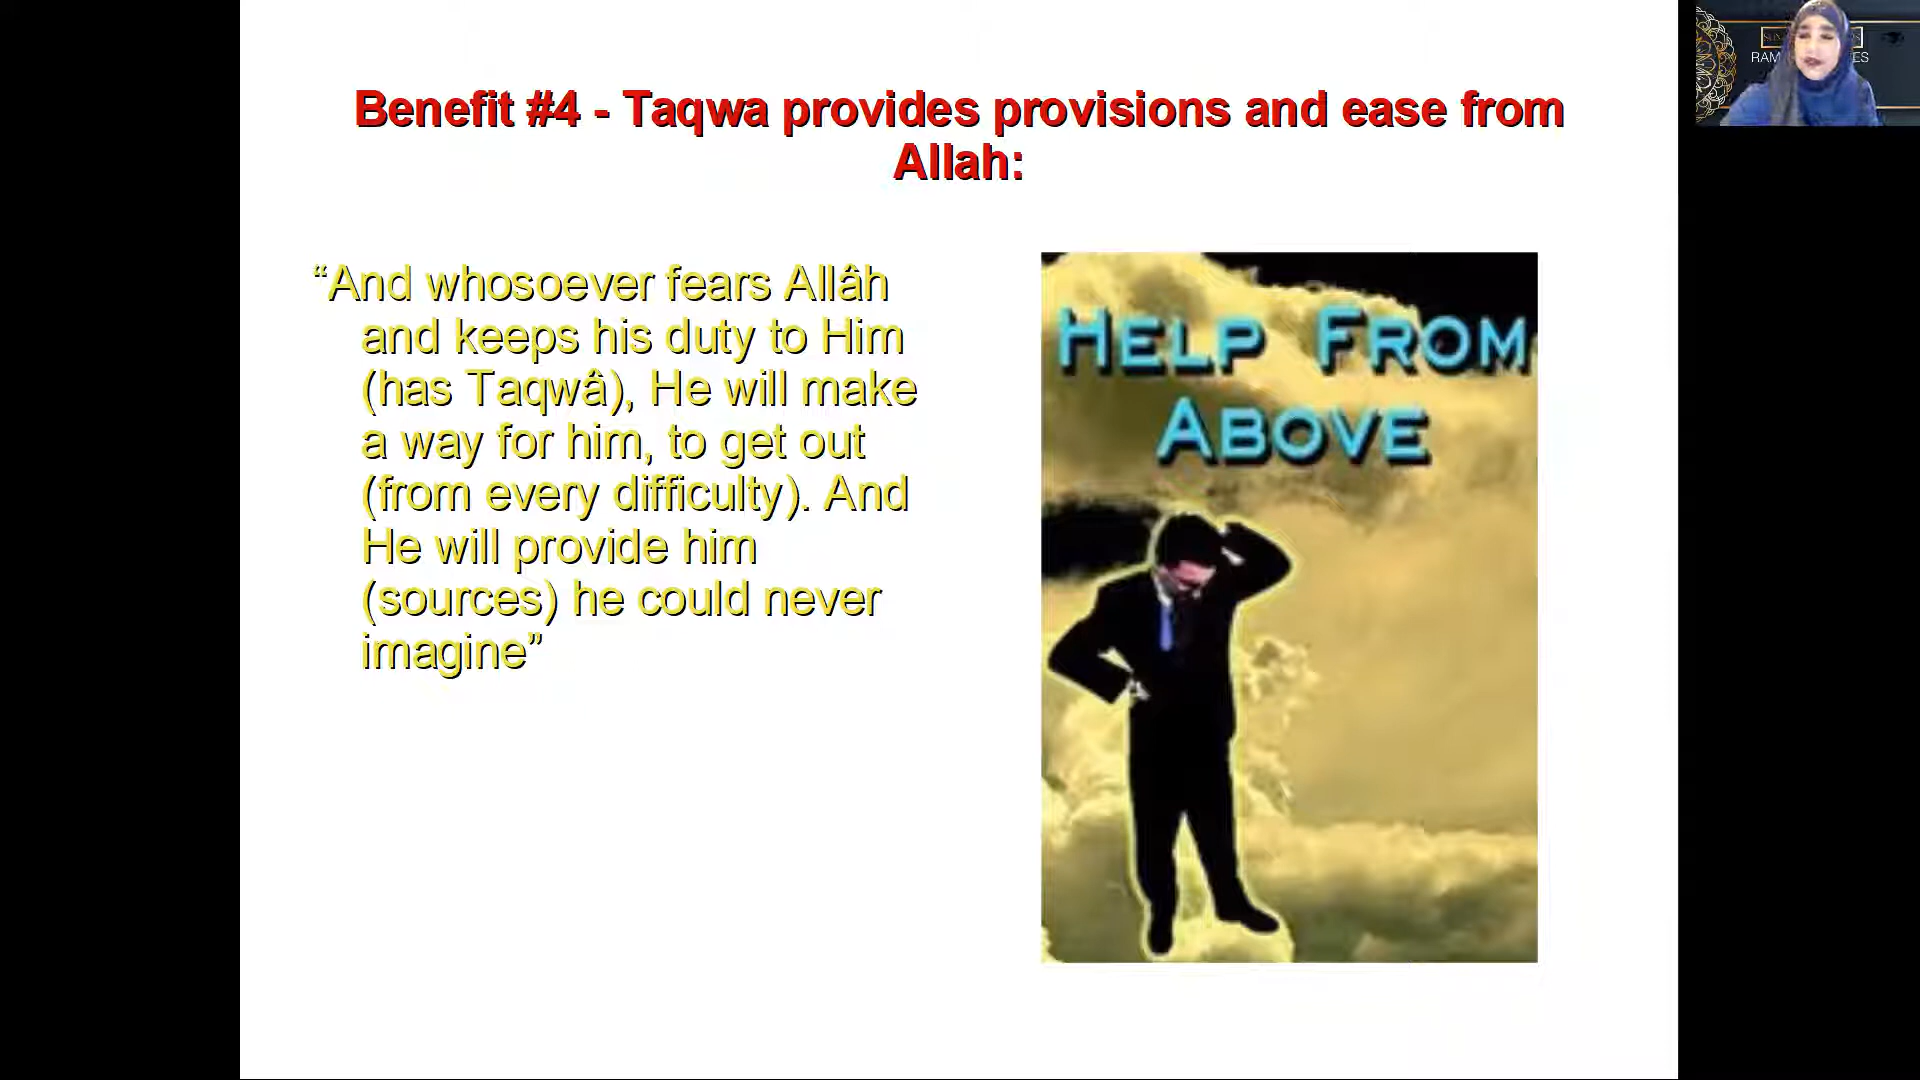 Benefit #4 - Taqwa provides provisions and ease from
Allah:
“And whosoever fears Allâh
and keeps his duty to Him
(has Taqwâ), He will make
a way for him, to get out
(from every difficulty). And
He will provide him
(sources) he could never
imagine”
HELP FROM
ABOVE
RAM
ES